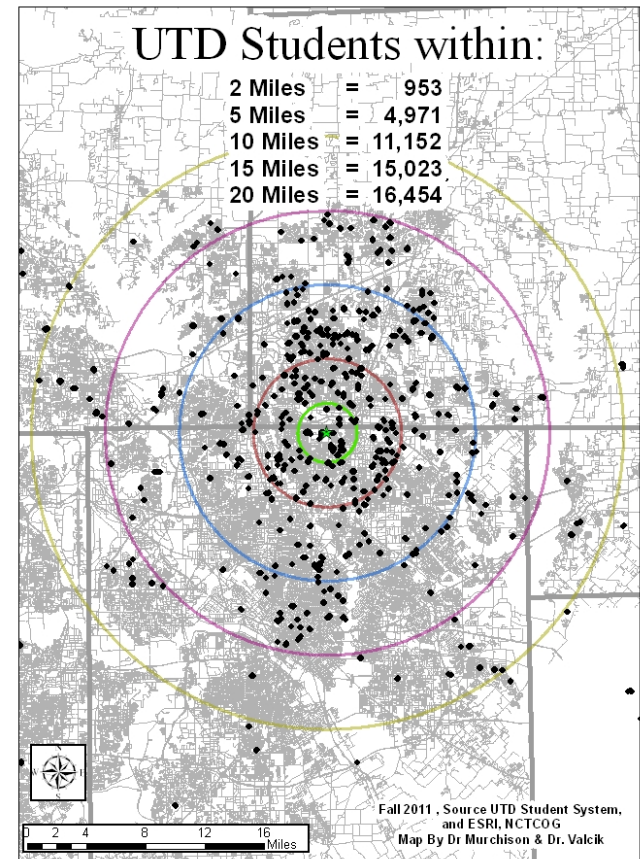 UTD Students within:
2 Miles = 953
5 Miles = 4,971
10 Miles = 11,152
15 Miles = 15,023
20 Miles = 16,454
N
W E
Fall 2011 , Source UTD Student System,
and ESRI, NCTCOG
Map By Dr Murchison & Dr. Valcik
0 2 4 8 12 16
Miles